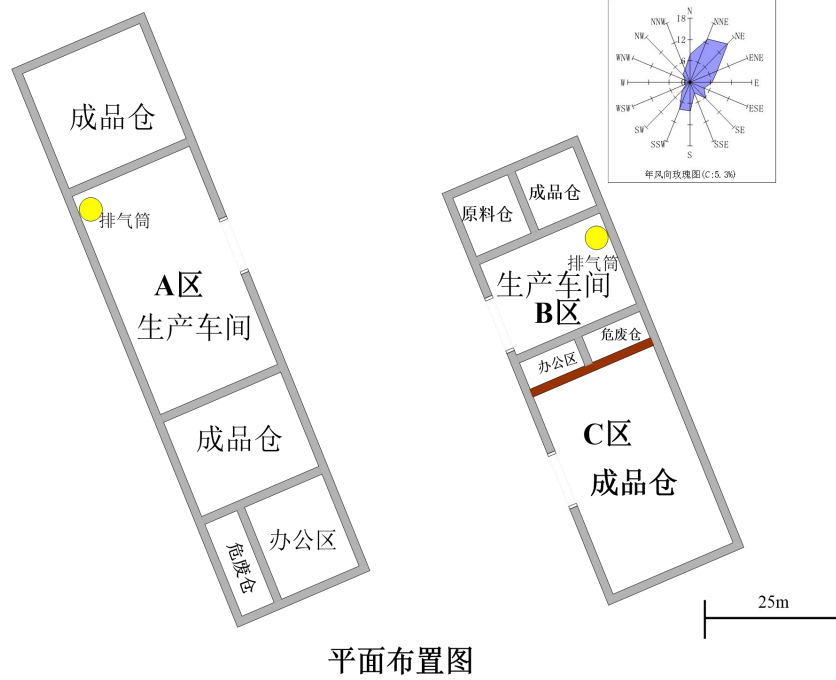 成品仓
排气筒
A区
生产车间
成品仓
危废仓
办公区
原料仓
成品仓
排气筒
生产车间
B区
危废仓
办公区
C区
成品仓
N
18
NNW
NNE
12
NW
NE
6
WNW
ENE
W
0
E
WSW
ESE
SW
SE
SSW
SSE
S
年风向玫瑰图(C:5.3%)
25m
平面布置图